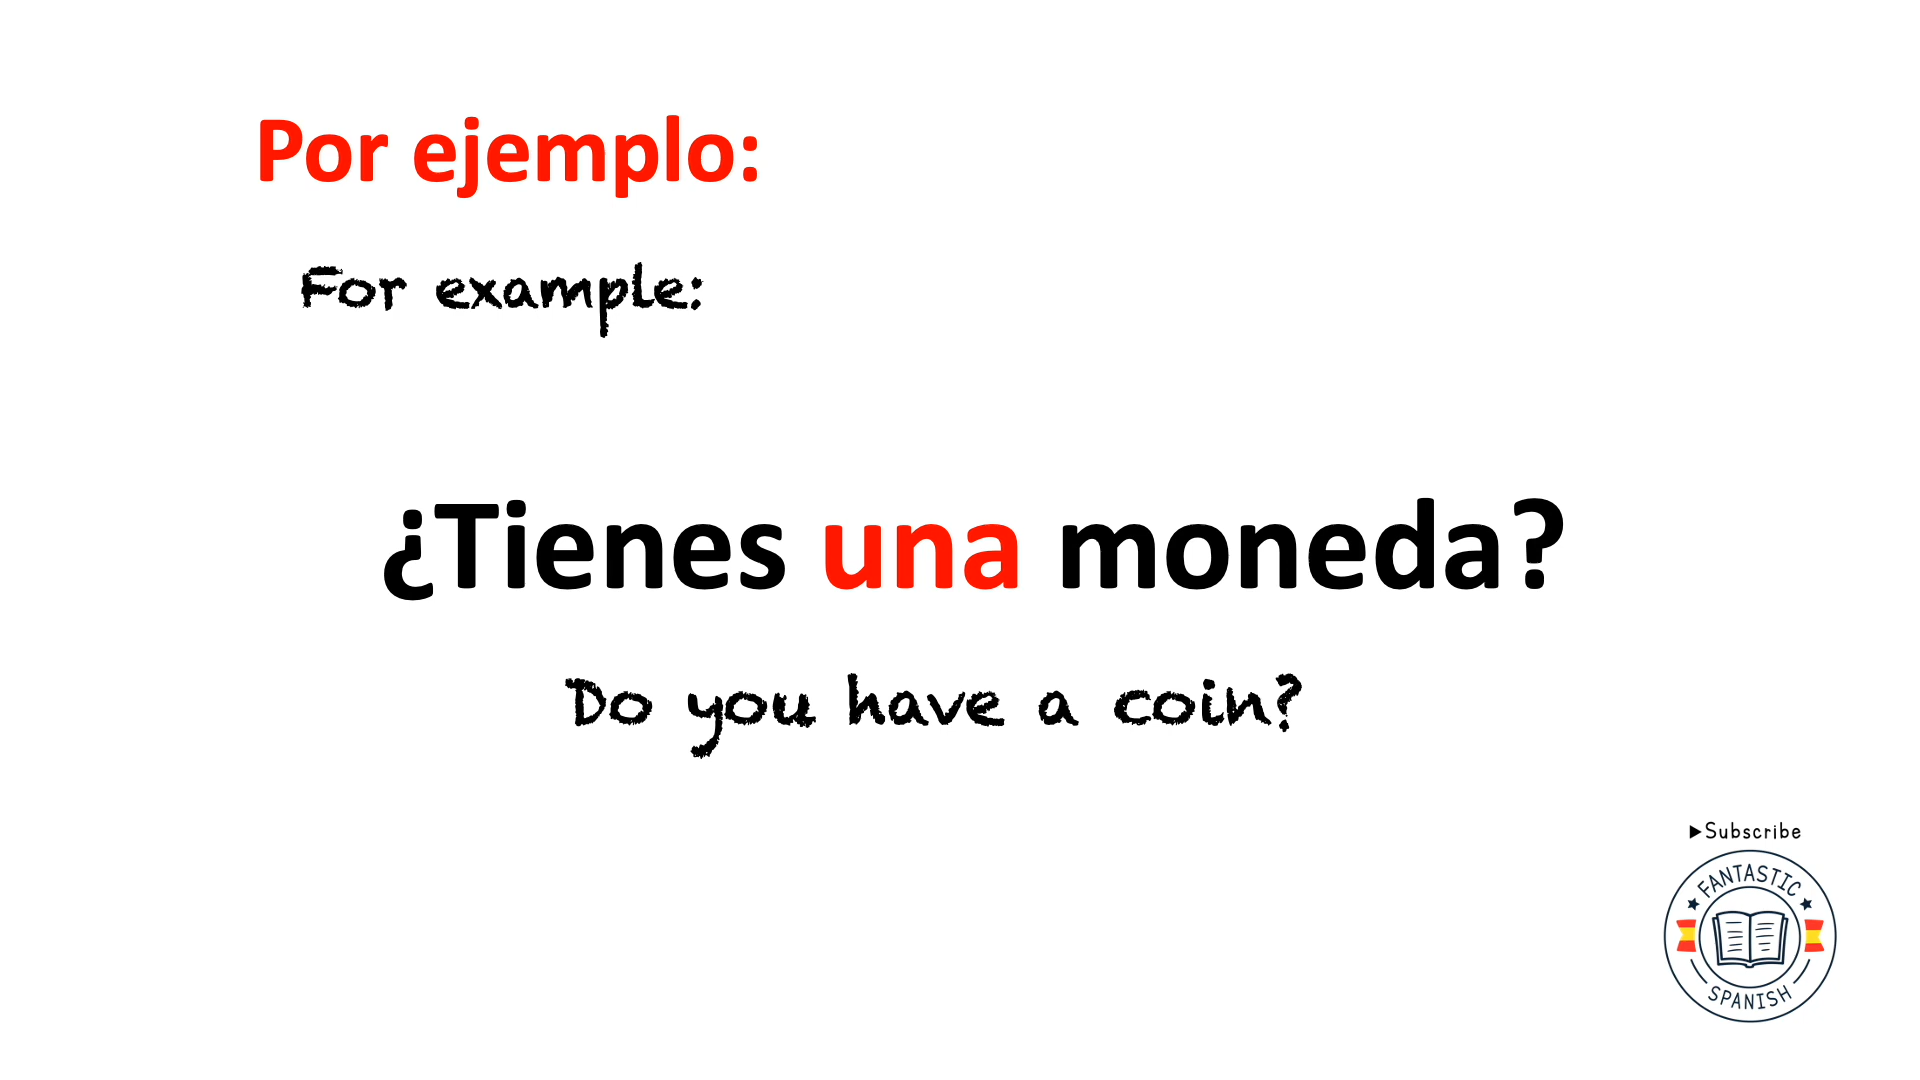 Por ejemplo:
For example:
¿Tienes una moneda?
Do you have a coin?
▶Subscribe
FANTASTIC
SPANISH